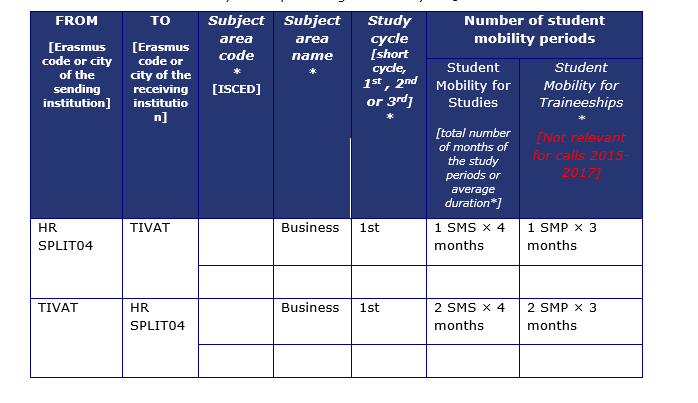 FROM
[Erasmus
code or city
of the
sending
institution]
TO
[Erasmus
code or
city of the
receiving
institutio
n]
Subject
area
code
*
[ISCED]
Subject
area
name
*
Study
cycle
[short
cycle,
1st , 2nd
or 3rd]
*
Number of student
mobility periods
Student
Mobility for
Studies
[total number
of months of
the study
periods or
average
duration*]
Student
Mobility for
Traineeships
*
[Not relevant
for calls 2015-
2017]
HR
SPLIT04
TIVAT
Business
1st
1 SMS × 4
months
1 SMP × 3
months
TIVAT
HR
SPLIT04
Business
1st
2 SMS × 4
months
2 SMP × 3
months